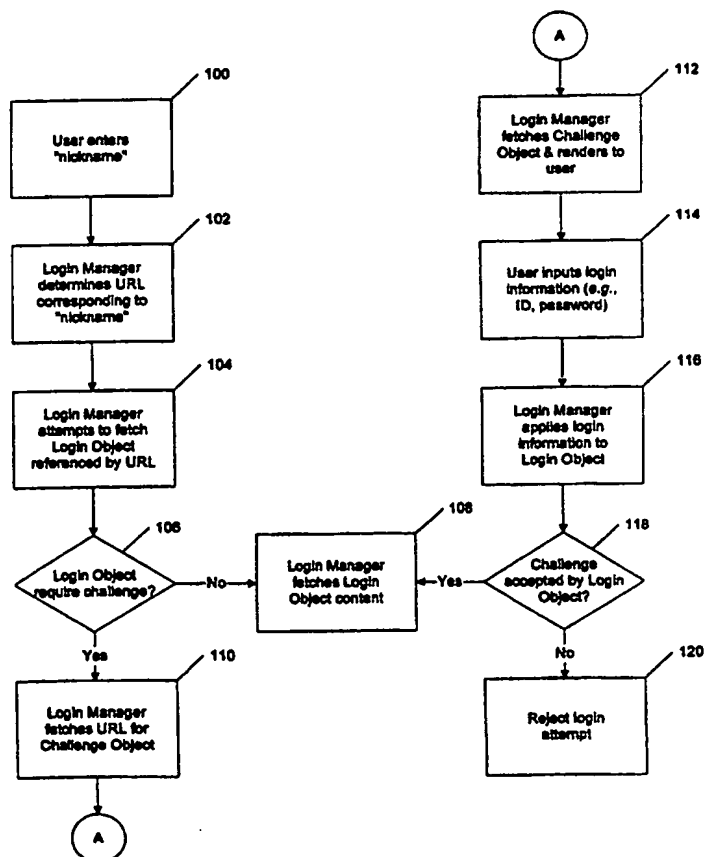 100
User enters
"nickname"
102
Login Manager
determines URL
corresponding to
"nickname"
104
Login Manager
attempts to fetch
Login Object
referenced by URL
106
Login Object
require challenge?
No
Yes
108
Login Manager
fetches Login
Object content
110
Login Manager
fetches URL for
Challenge Object
A
A
112
Login Manager
fetches Challenge
Object & renders to
user
114
User inputs login
information (e.g.,
ID, password)
116
Login Manager
applies login
information to
Login Object
118
Challenge
accepted by Login
Object?
Yes
No
120
Reject login
attempt